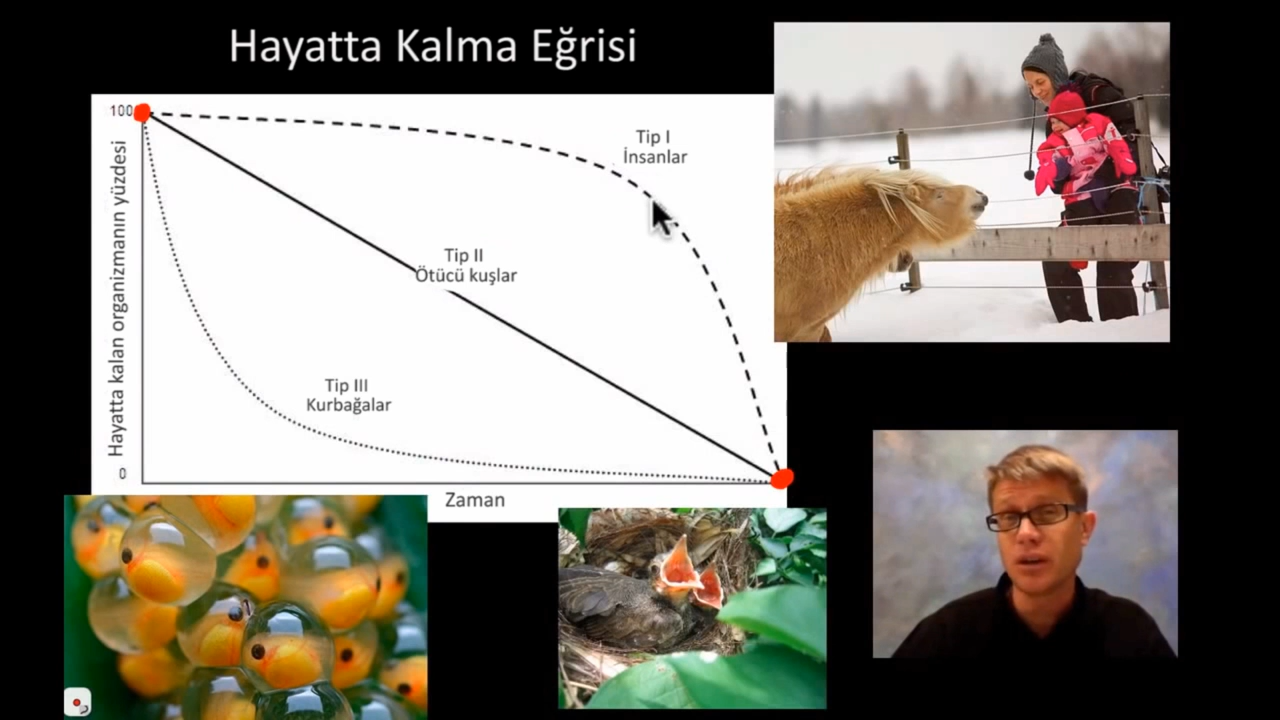 Hayatta Kalma Eğrisi
100
Hayatta kalan organizmanın yüzdesi
Tip I
İnsanlar
Tip II
Ötücü kuşlar
Tip III
Kurbağalar
0
Zaman